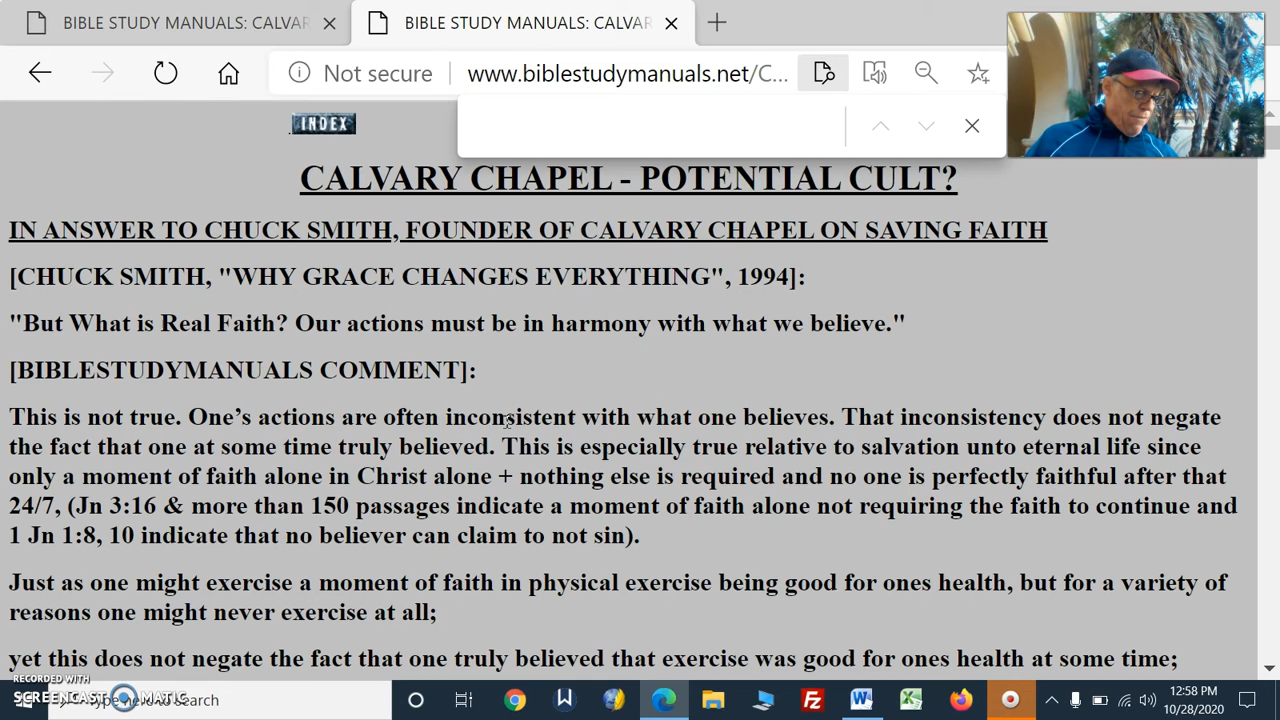 BIBLE STUDY MANUALS: CALVAR
BIBLE STUDY MANUALS: CALVAR
Not secure
www.biblestudymanuals.net/C...
INDEX
CALVARY CHAPEL - POTENTIAL CULT?
IN ANSWER TO CHUCK SMITH, FOUNDER OF CALVARY CHAPEL ON SAVING FAITH
[CHUCK SMITH, "WHY GRACE CHANGES EVERYTHING", 1994]:
"But What is Real Faith? Our actions must be in harmony with what we believe."
[BIBLESTUDYMANUALS COMMENT]:
This is not true. One’s actions are often inconsistent with what one believes. That inconsistency does not negate
the fact that one at some time truly believed. This is especially true relative to salvation unto eternal life since
only a moment of faith alone in Christ alone + nothing else is required and no one is perfectly faithful after that
24/7, (Jn 3:16 & more than 150 passages indicate a moment of faith alone not requiring the faith to continue and
1 Jn 1:8, 10 indicate that no believer can claim to not sin).
Just as one might exercise a moment of faith in physical exercise being good for ones health, but for a variety of
reasons one might never exercise at all;
yet this does not negate the fact that one truly believed that exercise was good for ones health at some time;
RECORDED WITH
SCREENCAST-O-MATIC
Type here to search
12:58 PM
10/28/2020